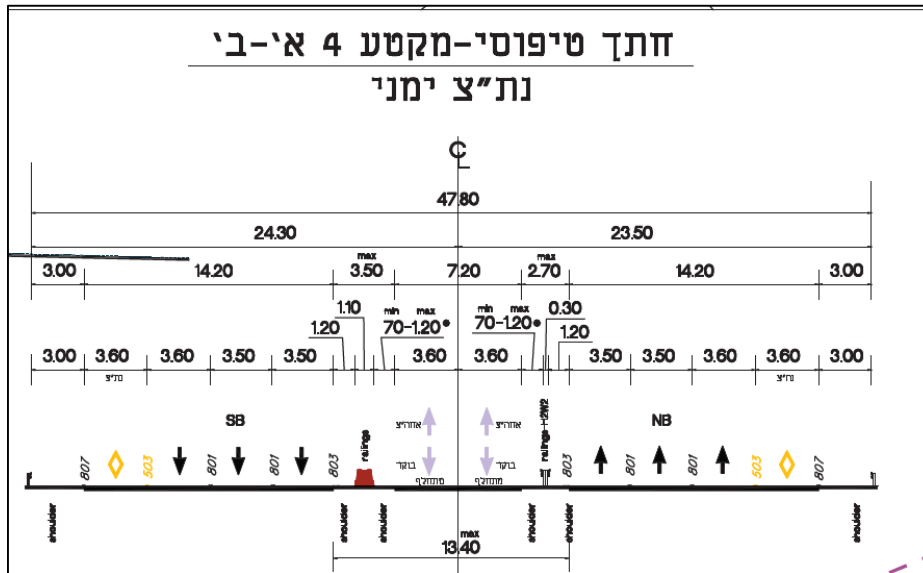 חתך טיפוסי-מקטע 4 א'-ב'
נת"צ ימני
C
47.80
24.30 23.50
max max
3.00 14.20 3.50 7.20 2.70 14.20 3.00
1.10 min max min max 0.30
1.20 70-1.20* 70-1.20* 1.20
3.00 3.60 3.60 3.50 3.50 3.60 3.60 3.50 3.50 3.60 3.60 3.00
נת"צ נת"צ
SB railings אחה"צ אחה"צ railings H2W2 NB
807 503 801 801 803 בוקר בוקר 803 801 801 503 807
מתחלף מתחלף
shoulder shoulder shoulder shoulder shoulder shoulder
max
13.40